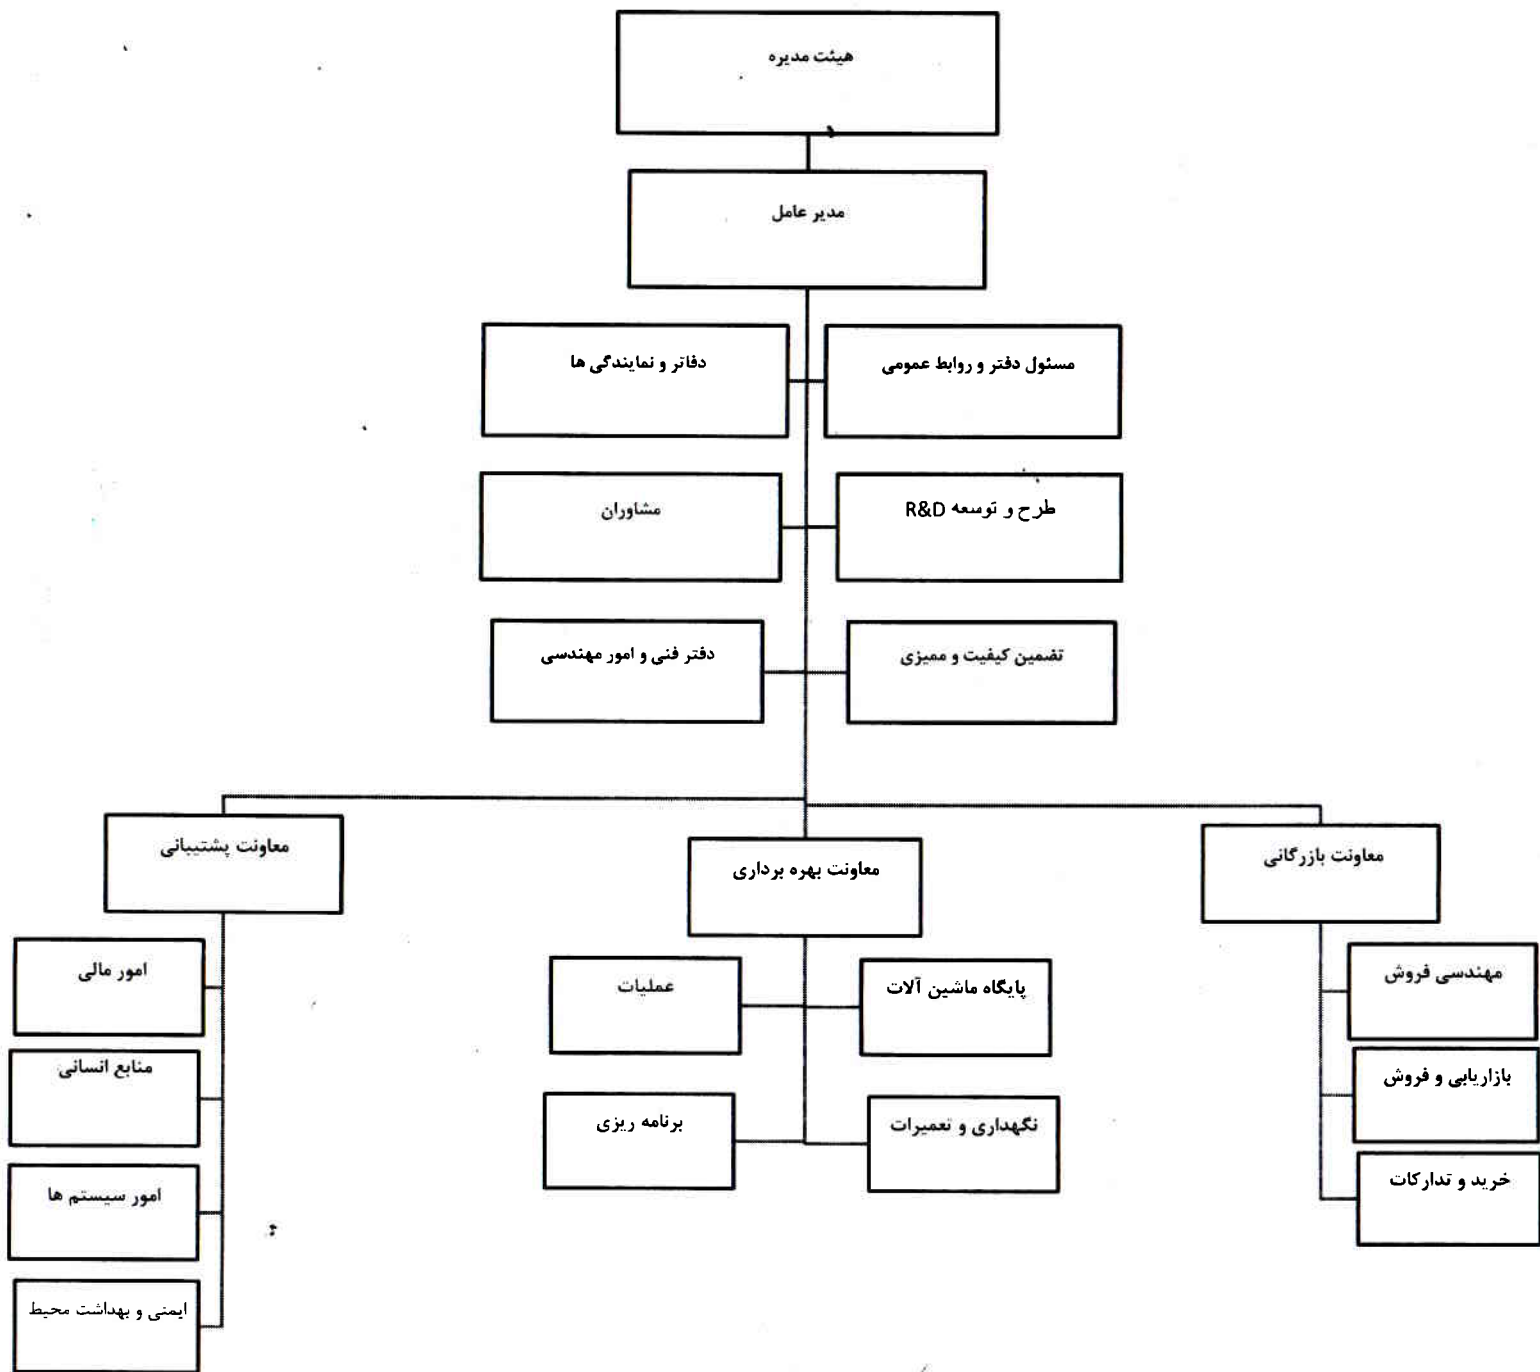 هیئت مدیره
مدیر عامل
مسئول دفتر و روابط عمومی
دفاتر و نمایندگی ها
طرح و توسعه R&D
مشاوران
تضمین کیفیت و ممیزی
دفتر فنی و امور مهندسی
معاونت بازرگانی
معاونت بهره برداری
معاونت پشتیبانی
مهندسی فروش
بازاریابی و فروش
خرید و تدارکات
پایگاه ماشین آلات
عملیات
نگهداری و تعمیرات
برنامه ریزی
امور مالی
منابع انسانی
امور سیستم ها
ایمنی و بهداشت محیط